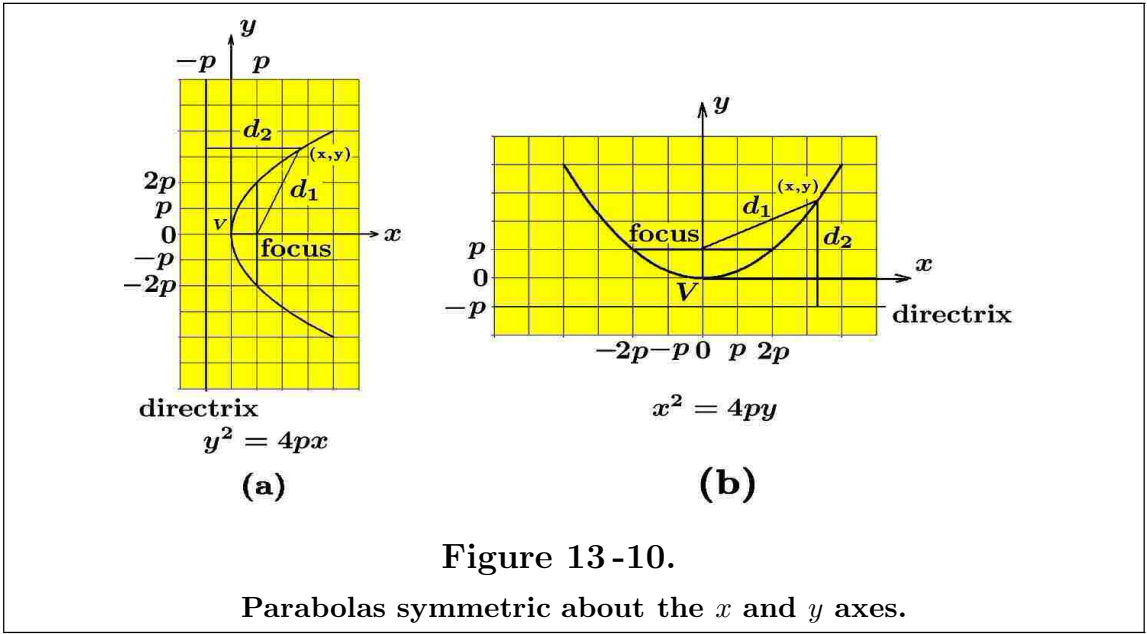 y
−p p
d₂
(x,y)
2p
d₁
p
V
0
x
focus
−p
−2p
directrix
y² = 4px
(a)
y
(x,y)
d₁
focus
d₂
p
0
x
V
−p
directrix
−2p −p 0 p 2p
x² = 4py
(b)
Figure 13-10.
Parabolas symmetric about the x and y axes.